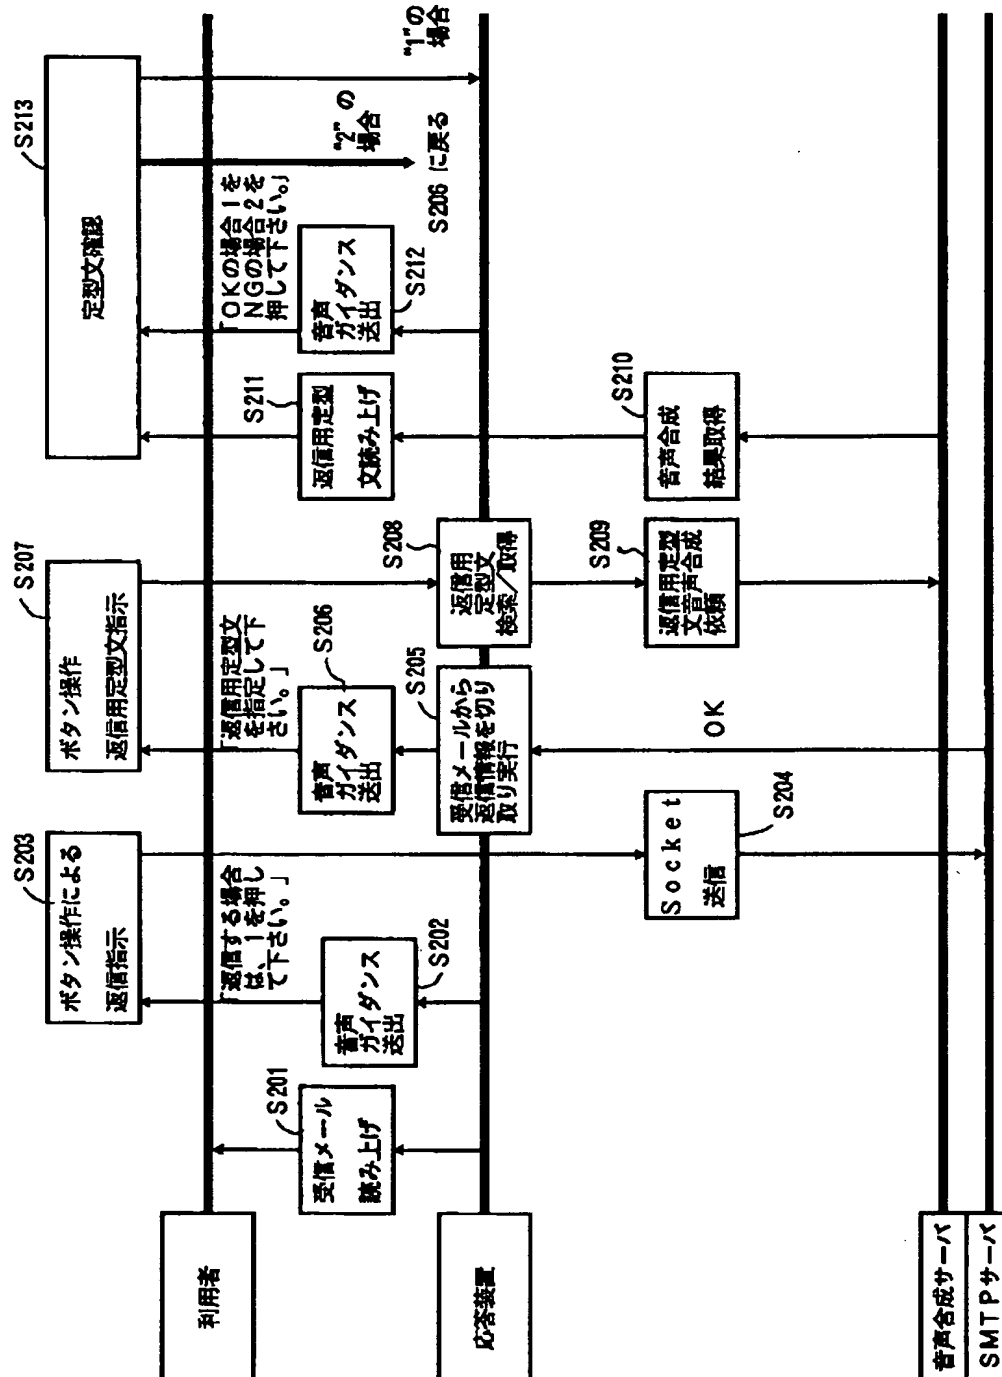 利用者
応答装置
音声合成サーバ
SMTPサーバ
S201
受信メール
読み上げ
S202
音声
ガイダンス
送出
「返信する場合
は、1を押し
て下さい。」
S203
ボタン操作による
返信指示
S204
Socket
送信
OK
S205
受信メールから
返信情報を切り
取り実行
S206
音声
ガイダンス
送出
「返信用定型文
を指定して下
さい。」
S207
ボタン操作
返信用定型文指示
S208
返信用
定型文
検索/取得
S209
返信用定型
文音声合成
依頼
S210
音声合成
結果取得
S211
返信用定型
文読み上げ
S212
音声
ガイダンス
送出
「OKの場合1を
NGの場合2を
押して下さい。」
S213
定型文確認
“2”の
場合
S206に戻る
“1”の
場合